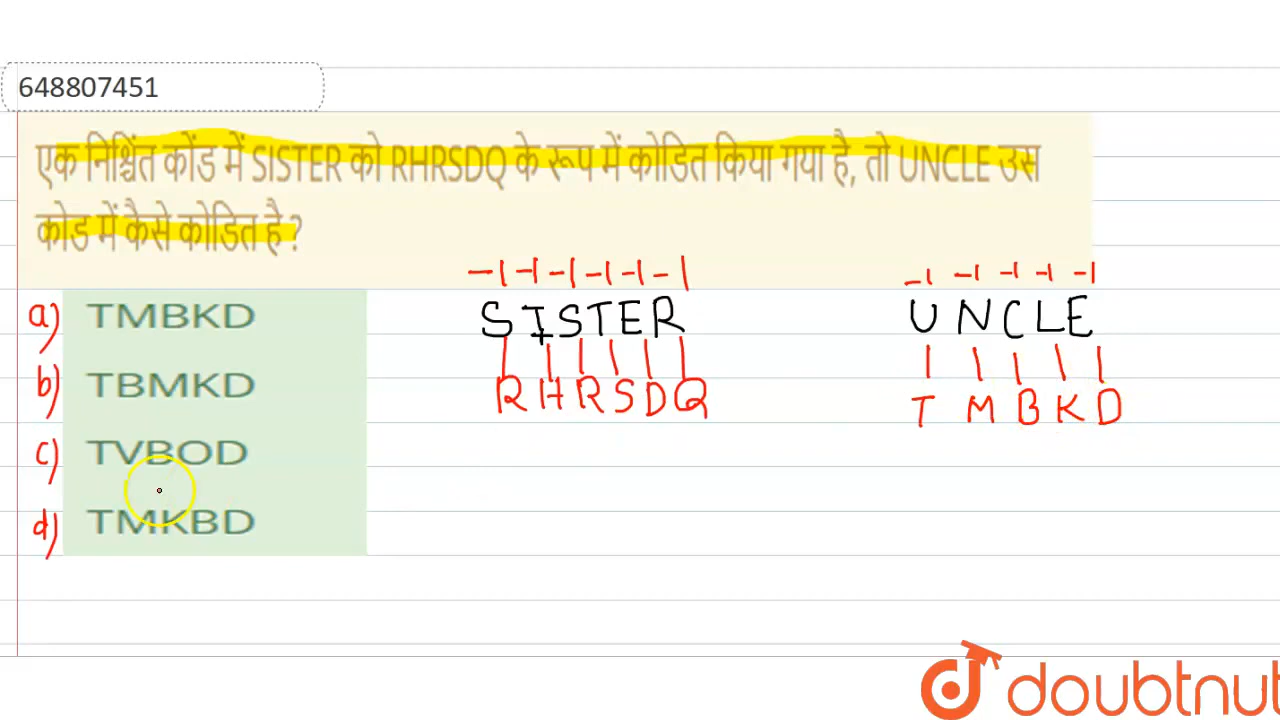 648807451
एक निश्चिंत कोंड में SISTER को RHRSDQ के रूप में कोडित किया गया है, तो UNCLE उस
कोड में कैसे कोडित है ?
a) TMBKD
b) TBMKD
c) TVBOD
d) TMKBD
-1 -1 -1 -1 -1 -1
SISTER
RHRSDQ
-1 -1 -1 -1 -1
UNCLE
TMBKD
doubtnut